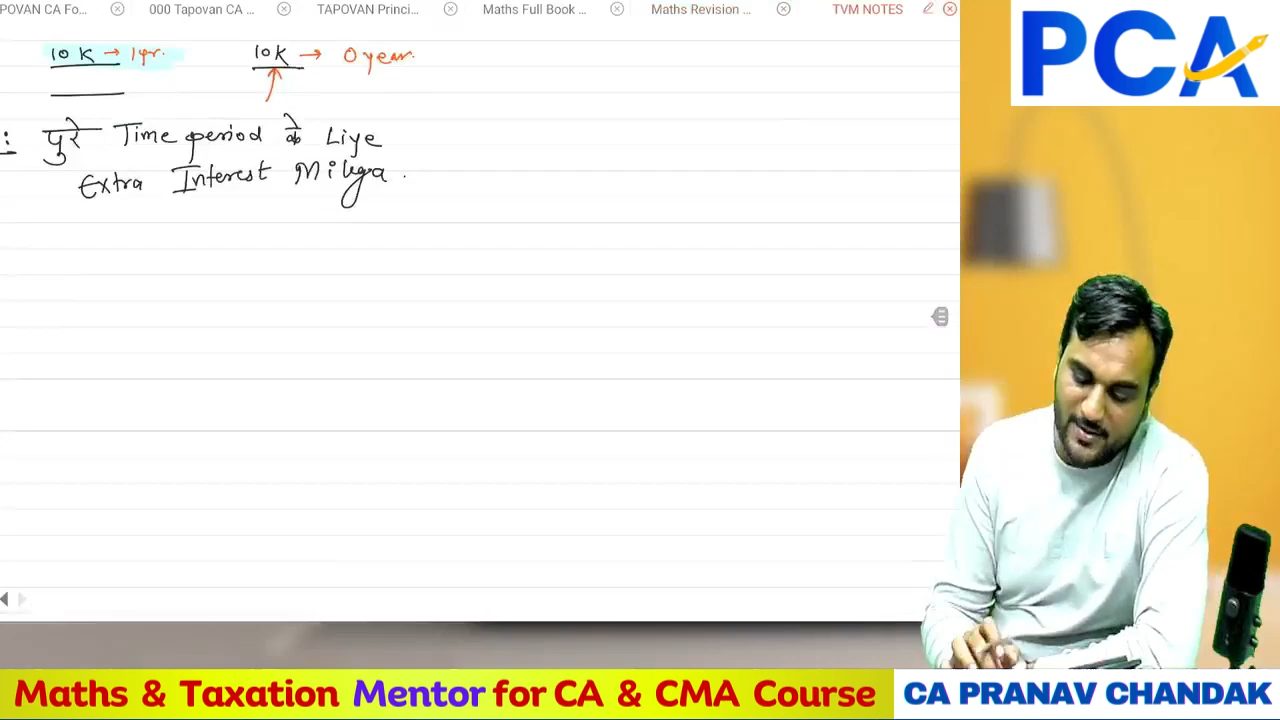 POVAN CA Fo...
000 Tapovan CA ...
TAPOVAN Princi...
Maths Full Book ...
Maths Revision ...
TVM NOTES
10 K → 1yr.
10K → 0 year.
: पुरे Time period के Liye
Extra Interest Milega .
PCA
Maths & Taxation Mentor for CA & CMA Course
CA PRANAV CHANDAK